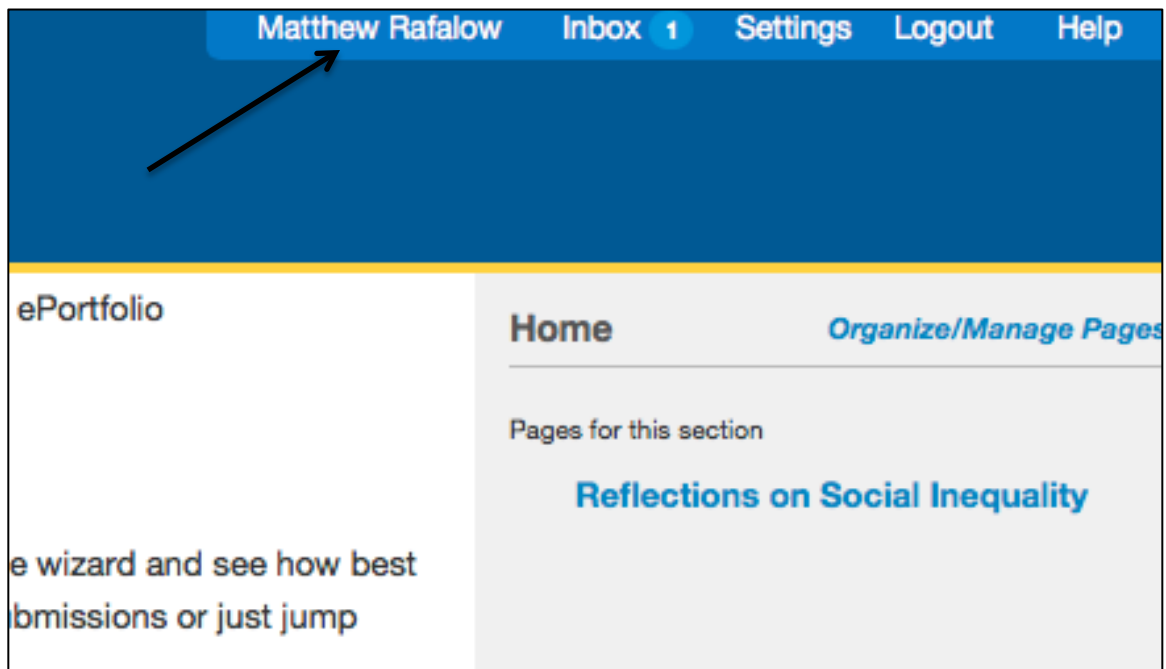 Matthew Rafalow Inbox 1 Settings Logout Help
ePortfolio
Home Organize/Manage Pages
Pages for this section
Reflections on Social Inequality
e wizard and see how best
bmissions or just jump